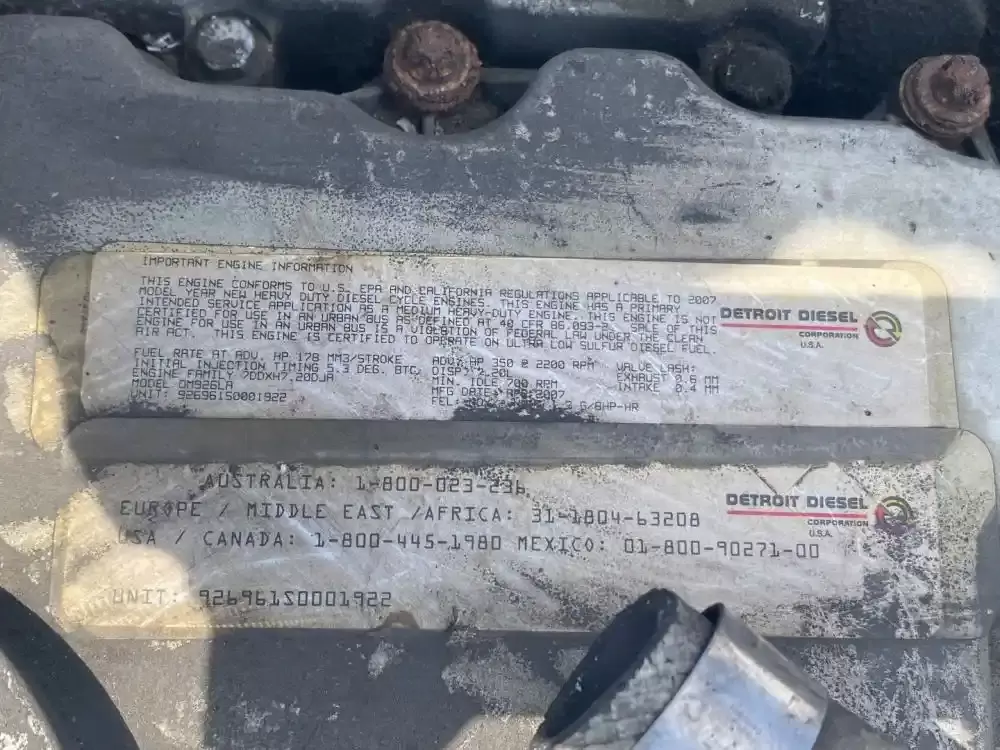 IMPORTANT ENGINE INFORMATION
THIS ENGINE CONFORMS TO U.S. EPA AND CALIFORNIA REGULATIONS APPLICABLE TO 2007
MODEL YEAR NEW HEAVY DUTY DIESEL CYCLE ENGINES. THIS ENGINE HAS A PRIMARY
INTENDED SERVICE APPLICATION AS A MEDIUM HEAVY-DUTY ENGINE. THIS ENGINE IS NOT
CERTIFIED FOR USE IN AN URBAN BUS AS DEFINED AT 40 CFR 86.093-2. SALE OF THIS
ENGINE FOR USE IN AN URBAN BUS IS A VIOLATION OF FEDERAL LAW UNDER THE CLEAN
AIR ACT. THIS ENGINE IS CERTIFIED TO OPERATE ON ULTRA LOW SULFUR DIESEL FUEL.
DETROIT DIESEL
CORPORATION
U.S.A.
FUEL RATE AT ADV. HP 178 MM3/STROKE ADV. HP 350 @ 2200 RPM VALVE LASH:
INITIAL INJECTION TIMING 5.3 DEG. BTC DISP. 7.20L EXHAUST 0.6 MM
ENGINE FAMILY 7DDXH7.20DJA MIN. IDLE 700 RPM INTAKE 0.4 MM
MODEL OM926LA MFG DATE: 2007
UNIT: 926961S0001922 FEL: G/BHP-HR
AUSTRALIA: 1-800-023-236
EUROPE / MIDDLE EAST /AFRICA: 31-1804-63208
USA / CANADA: 1-800-445-1980 MEXICO: 01-800-90271-00
DETROIT DIESEL
CORPORATION
U.S.A.
UNIT: 926961S0001922